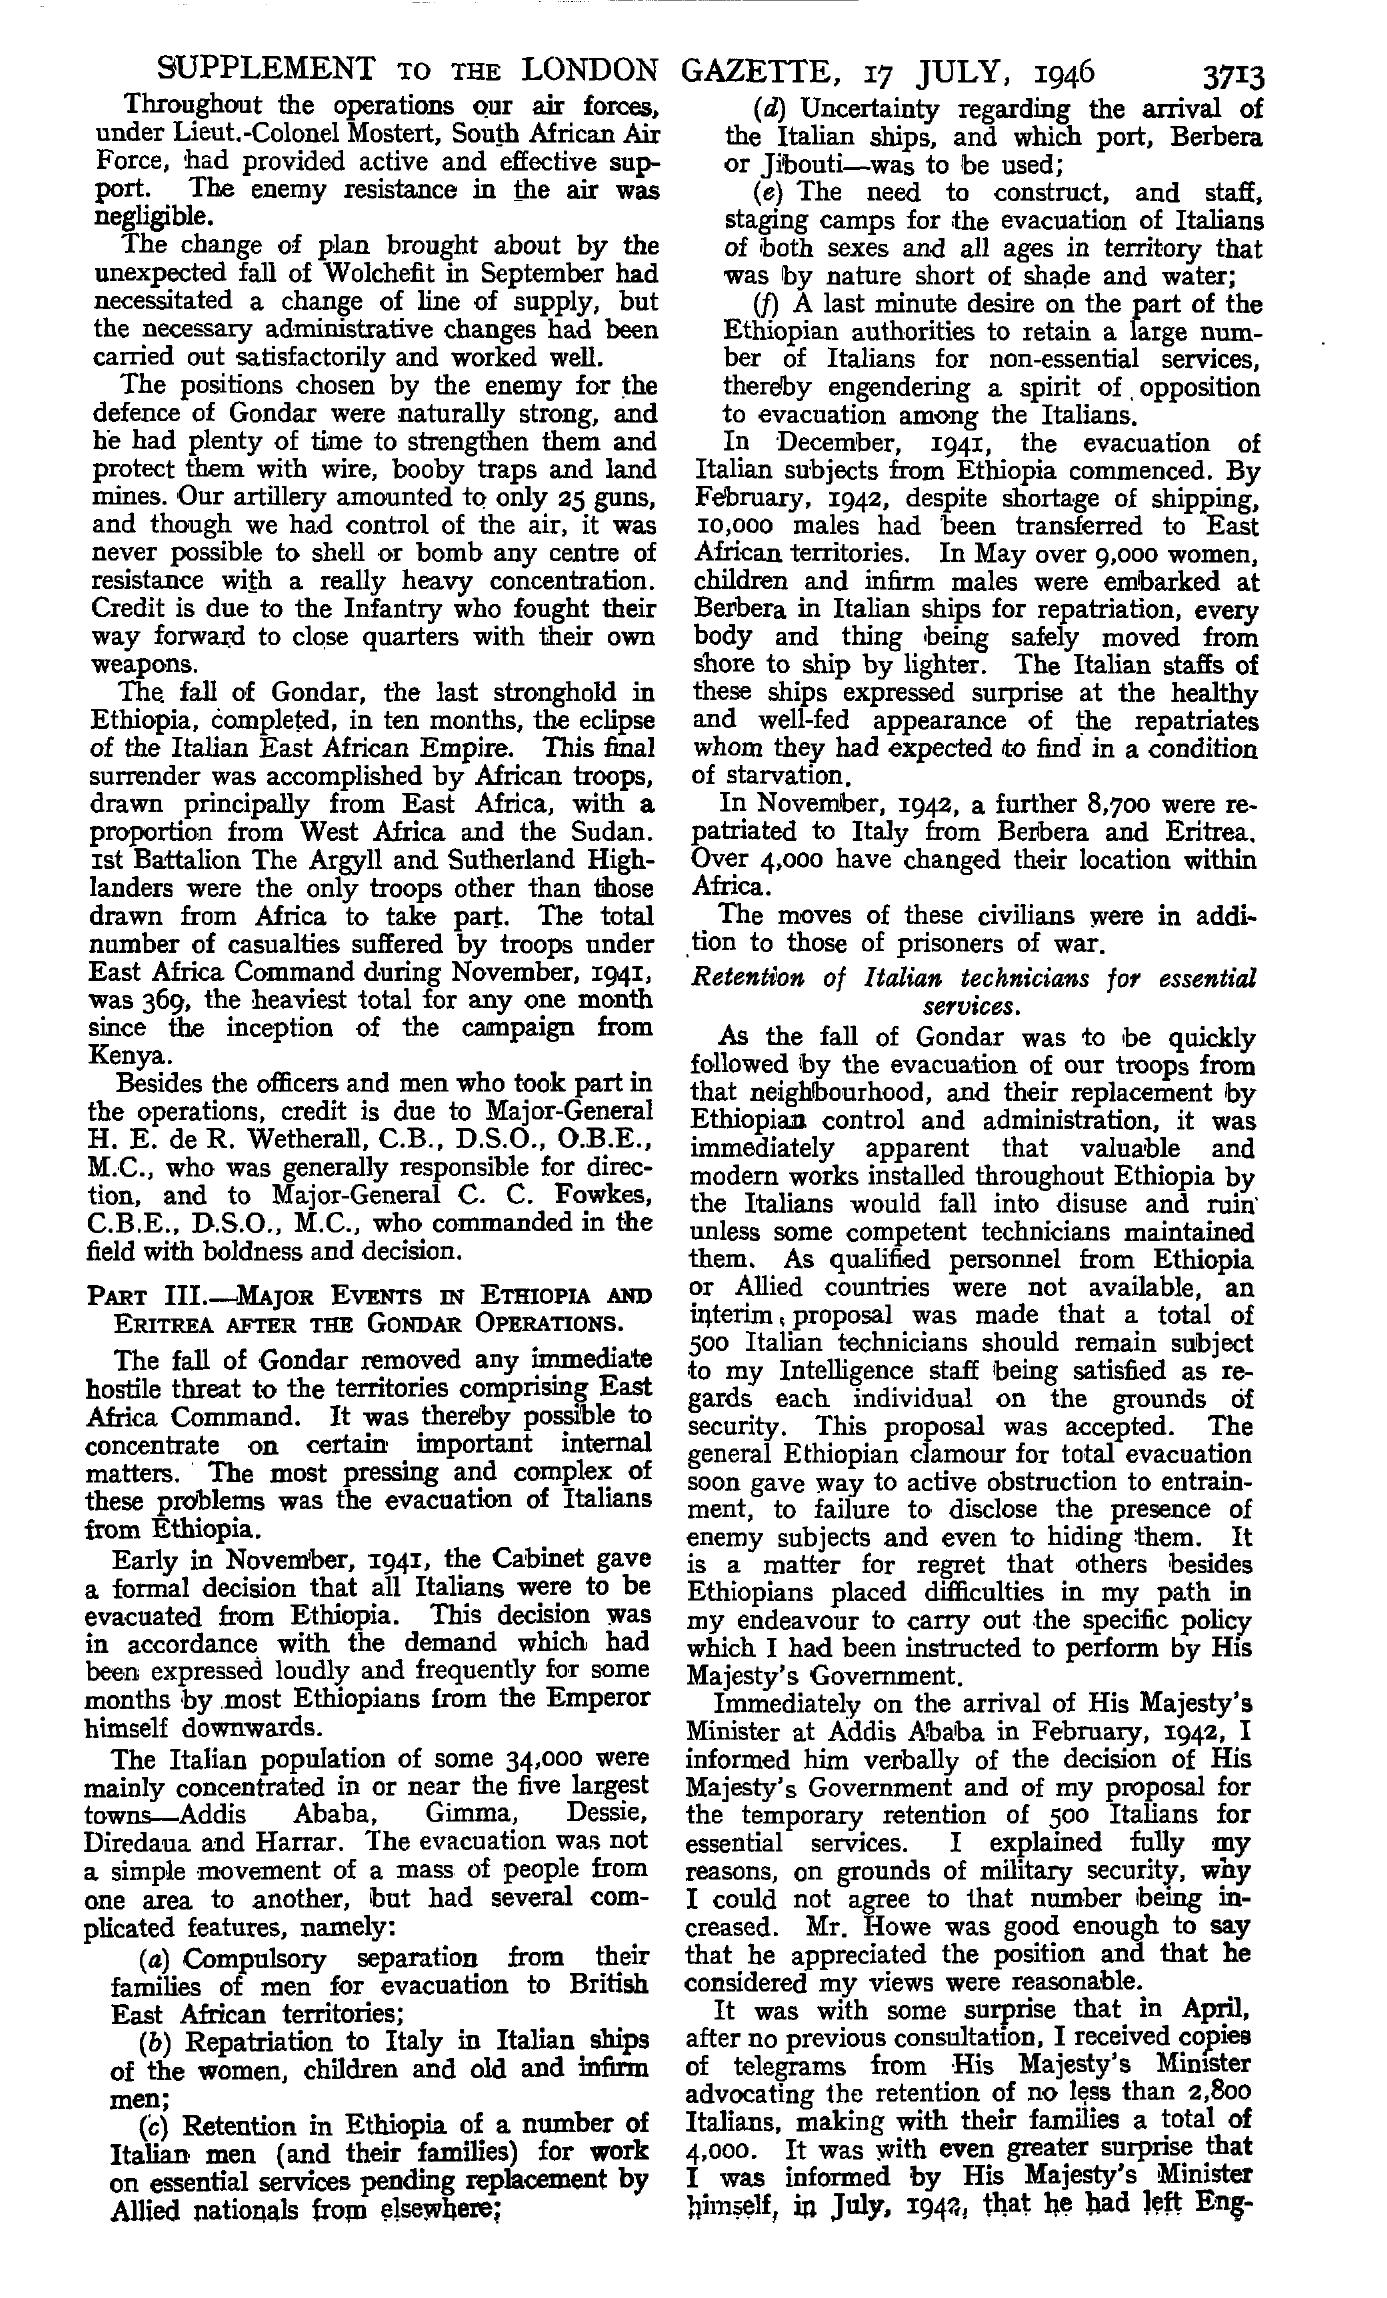 SUPPLEMENT TO THE LONDON GAZETTE, 17 JULY, 1946 3713
Throughout the operations our air forces,
under Lieut.-Colonel Mostert, South African Air
Force, had provided active and effective sup-
port. The enemy resistance in the air was
negligible.
The change of plan brought about by the
unexpected fall of Wolchefit in September had
necessitated a change of line of supply, but
the necessary administrative changes had been
carried out satisfactorily and worked well.
The positions chosen by the enemy for the
defence of Gondar were naturally strong, and
he had plenty of time to strengthen them and
protect them with wire, booby traps and land
mines. Our artillery amounted to only 25 guns,
and though we had control of the air, it was
never possible to shell or bomb any centre of
resistance with a really heavy concentration.
Credit is due to the Infantry who fought their
way forward to close quarters with their own
weapons.
The fall of Gondar, the last stronghold in
Ethiopia, completed, in ten months, the eclipse
of the Italian East African Empire. This final
surrender was accomplished by African troops,
drawn principally from East Africa, with a
proportion from West Africa and the Sudan.
1st Battalion The Argyll and Sutherland High-
landers were the only troops other than those
drawn from Africa to take part. The total
number of casualties suffered by troops under
East Africa Command during November, 1941,
was 369, the heaviest total for any one month
since the inception of the campaign from
Kenya.
Besides the officers and men who took part in
the operations, credit is due to Major-General
H. E. de R. Wetherall, C.B., D.S.O., O.B.E.,
M.C., who was generally responsible for direc-
tion, and to Major-General C. C. Fowkes,
C.B.E., D.S.O., M.C., who commanded in the
field with boldness and decision.
PART III.—MAJOR EVENTS IN ETHIOPIA AND
ERITREA AFTER THE GONDAR OPERATIONS.
The fall of Gondar removed any immediate
hostile threat to the territories comprising East
Africa Command. It was thereby possible to
concentrate on certain important internal
matters. The most pressing and complex of
these problems was the evacuation of Italians
from Ethiopia.
Early in November, 1941, the Cabinet gave
a formal decision that all Italians were to be
evacuated from Ethiopia. This decision was
in accordance with the demand which had
been expressed loudly and frequently for some
months by most Ethiopians from the Emperor
himself downwards.
The Italian population of some 34,000 were
mainly concentrated in or near the five largest
towns—Addis Ababa, Gimma, Dessie,
Diredaua and Harrar. The evacuation was not
a simple movement of a mass of people from
one area to another, but had several com-
plicated features, namely:
(a) Compulsory separation from their
families of men for evacuation to British
East African territories;
(b) Repatriation to Italy in Italian ships
of the women, children and old and infirm
men;
(c) Retention in Ethiopia of a number of
Italian men (and their families) for work
on essential services pending replacement by
Allied nationals from elsewhere;
(d) Uncertainty regarding the arrival of
the Italian ships, and which port, Berbera
or Jibouti—was to be used;
(e) The need to construct, and staff,
staging camps for the evacuation of Italians
of both sexes and all ages in territory that
was by nature short of shade and water;
(f) A last minute desire on the part of the
Ethiopian authorities to retain a large num-
ber of Italians for non-essential services,
thereby engendering a spirit of opposition
to evacuation among the Italians.
In December, 1941, the evacuation of
Italian subjects from Ethiopia commenced. By
February, 1942, despite shortage of shipping,
10,000 males had been transferred to East
African territories. In May over 9,000 women,
children and infirm males were embarked at
Berbera in Italian ships for repatriation, every
body and thing being safely moved from
shore to ship by lighter. The Italian staffs of
these ships expressed surprise at the healthy
and well-fed appearance of the repatriates
whom they had expected to find in a condition
of starvation.
In November, 1942, a further 8,700 were re-
patriated to Italy from Berbera and Eritrea.
Over 4,000 have changed their location within
Africa.
The moves of these civilians were in addi-
tion to those of prisoners of war.
Retention of Italian technicians for essential
services.
As the fall of Gondar was to be quickly
followed by the evacuation of our troops from
that neighbourhood, and their replacement by
Ethiopian control and administration, it was
immediately apparent that valuable and
modern works installed throughout Ethiopia by
the Italians would fall into disuse and ruin
unless some competent technicians maintained
them. As qualified personnel from Ethiopia
or Allied countries were not available, an
interim proposal was made that a total of
500 Italian technicians should remain subject
to my Intelligence staff being satisfied as re-
gards each individual on the grounds of
security. This proposal was accepted. The
general Ethiopian clamour for total evacuation
soon gave way to active obstruction to entrain-
ment, to failure to disclose the presence of
enemy subjects and even to hiding them. It
is a matter for regret that others besides
Ethiopians placed difficulties in my path in
my endeavour to carry out the specific policy
which I had been instructed to perform by His
Majesty's Government.
Immediately on the arrival of His Majesty's
Minister at Addis Ababa in February, 1942, I
informed him verbally of the decision of His
Majesty's Government and of my proposal for
the temporary retention of 500 Italians for
essential services. I explained fully my
reasons, on grounds of military security, why
I could not agree to that number being in-
creased. Mr. Howe was good enough to say
that he appreciated the position and that he
considered my views were reasonable.
It was with some surprise that in April,
after no previous consultation, I received copies
of telegrams from His Majesty's Minister
advocating the retention of no less than 2,800
Italians, making with their families a total of
4,000. It was with even greater surprise that
I was informed by His Majesty's Minister
himself, in July, 1942, that he had left Eng-